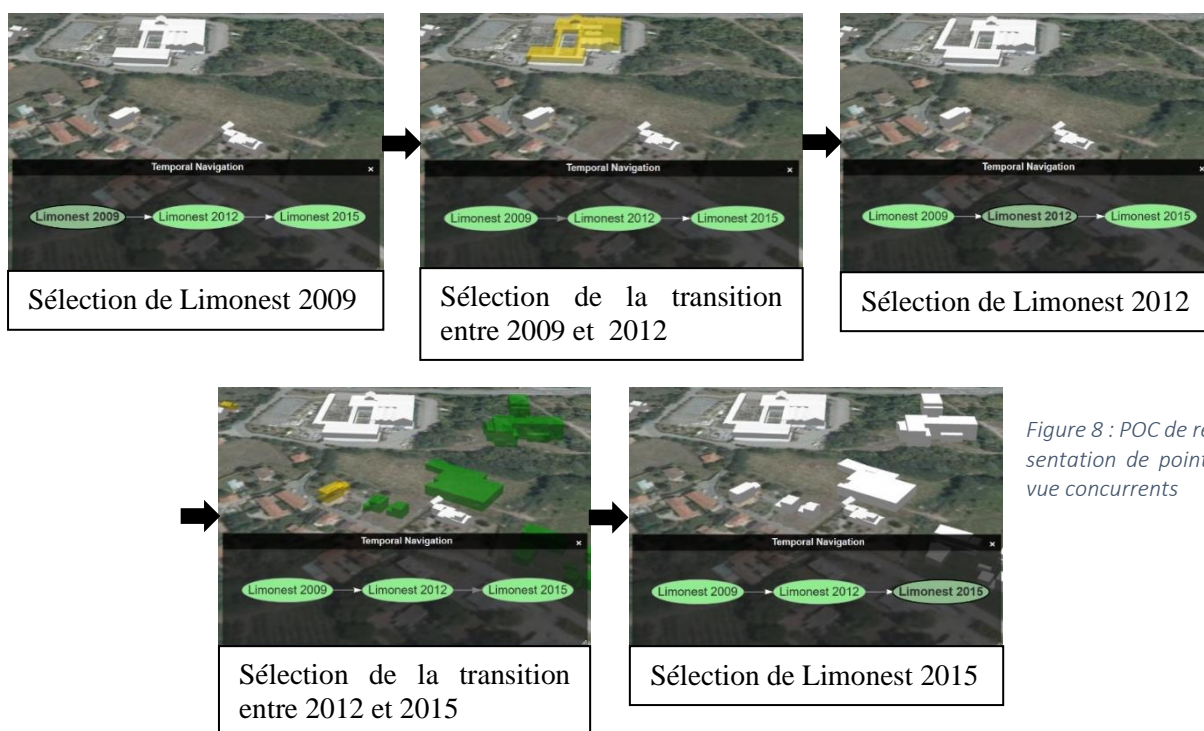 Temporal Navigation ×
Limonest 2009 Limonest 2012 Limonest 2015
Sélection de Limonest 2009
Temporal Navigation ×
Limonest 2009 Limonest 2012 Limonest 2015
Sélection de la transition
entre 2009 et 2012
Temporal Navigation ×
Limonest 2009 Limonest 2012 Limonest 2015
Sélection de Limonest 2012
Temporal Navigation ×
Limonest 2009 Limonest 2012 Limonest 2015
Sélection de la transition
entre 2012 et 2015
Temporal Navigation ×
Limonest 2009 Limonest 2012 Limonest 2015
Sélection de Limonest 2015
Figure 8 : POC de re
sentation de point
vue concurrents